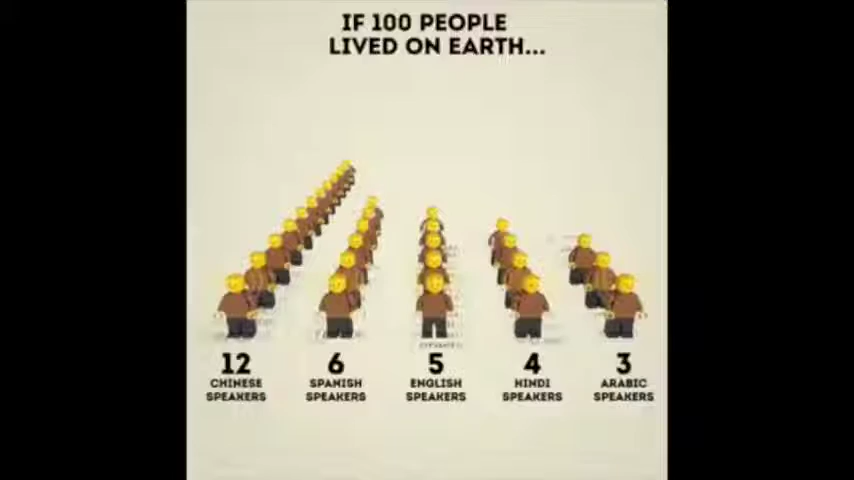 IF 100 PEOPLE
LIVED ON EARTH...
12
CHINESE
SPEAKERS
6
SPANISH
SPEAKERS
5
ENGLISH
SPEAKERS
4
HINDI
SPEAKERS
3
ARABIC
SPEAKERS